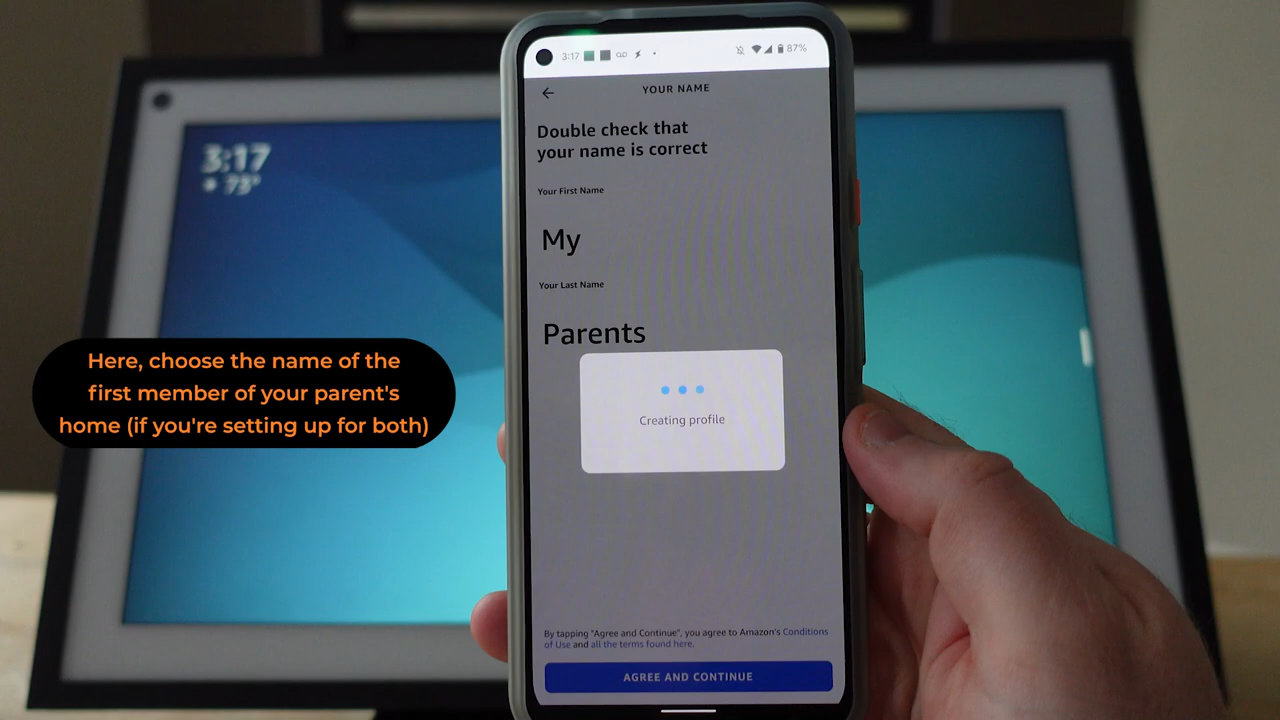 3:17
87%
YOUR NAME
Double check that
your name is correct
Your First Name
My
Your Last Name
Parents
Creating profile
By tapping "Agree and Continue", you agree to Amazon's Conditions
of Use and all the terms found here.
AGREE AND CONTINUE
3:17
73°
Here, choose the name of the
first member of your parent's
home (if you're setting up for both)